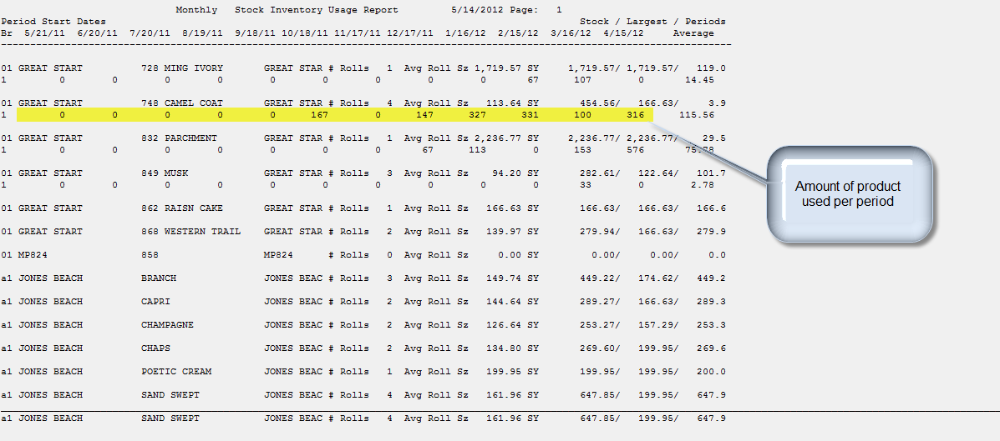 Monthly Stock Inventory Usage Report 5/14/2012 Page: 1
Period Start Dates Stock / Largest / Periods
Br 5/21/11 6/20/11 7/20/11 8/19/11 9/18/11 10/18/11 11/17/11 12/17/11 1/16/12 2/15/12 3/16/12 4/15/12 Average
01 GREAT START 728 MING IVORY GREAT STAR # Rolls 1 Avg Roll Sz 1,719.57 SY 1,719.57/ 1,719.57/ 119.0
1 0 0 0 0 0 0 0 0 0 67 107 0 14.45
01 GREAT START 748 CAMEL COAT GREAT STAR # Rolls 4 Avg Roll Sz 113.64 SY 454.56/ 166.63/ 3.9
1 0 0 0 0 0 167 0 147 327 331 100 316 115.56
01 GREAT START 832 PARCHMENT GREAT STAR # Rolls 1 Avg Roll Sz 2,236.77 SY 2,236.77/ 2,236.77/ 29.5
1 0 0 0 0 0 0 0 67 113 0 153 576 75.78
01 GREAT START 849 MUSK GREAT STAR # Rolls 3 Avg Roll Sz 94.20 SY 282.61/ 122.64/ 101.7
1 0 0 0 0 0 0 0 0 0 0 33 0 2.78
01 GREAT START 862 RAISN CAKE GREAT STAR # Rolls 1 Avg Roll Sz 166.63 SY 166.63/ 166.63/ 166.6
01 GREAT START 868 WESTERN TRAIL GREAT STAR # Rolls 2 Avg Roll Sz 139.97 SY 279.94/ 166.63/ 279.9
01 MP824 858 MP824 # Rolls 0 Avg Roll Sz 0.00 SY 0.00/ 0.00/ 0.0
a1 JONES BEACH BRANCH JONES BEAC # Rolls 3 Avg Roll Sz 149.74 SY 449.22/ 174.62/ 449.2
a1 JONES BEACH CAPRI JONES BEAC # Rolls 2 Avg Roll Sz 144.64 SY 289.27/ 166.63/ 289.3
a1 JONES BEACH CHAMPAGNE JONES BEAC # Rolls 2 Avg Roll Sz 126.64 SY 253.27/ 157.29/ 253.3
a1 JONES BEACH CHAPS JONES BEAC # Rolls 2 Avg Roll Sz 134.80 SY 269.60/ 199.95/ 269.6
a1 JONES BEACH POETIC CREAM JONES BEAC # Rolls 1 Avg Roll Sz 199.95 SY 199.95/ 199.95/ 200.0
a1 JONES BEACH SAND SWEPT JONES BEAC # Rolls 4 Avg Roll Sz 161.96 SY 647.85/ 199.95/ 647.9
a1 JONES BEACH SAND SWEPT JONES BEAC # Rolls 4 Avg Roll Sz 161.96 SY 647.85/ 199.95/ 647.9
Amount of product
used per period